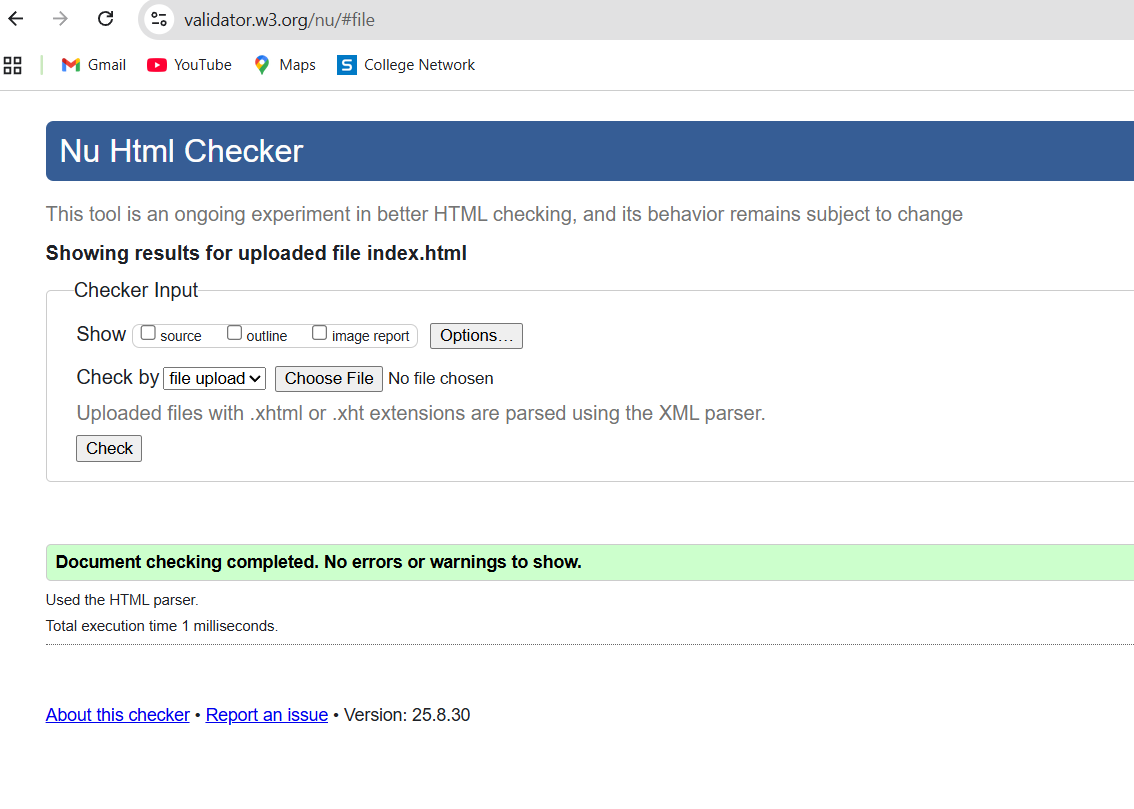 validator.w3.org/nu/#file
Gmail YouTube Maps S College Network
Nu Html Checker
This tool is an ongoing experiment in better HTML checking, and its behavior remains subject to change
Showing results for uploaded file index.html
Checker Input
Show source outline image report Options...
Check by file upload Choose File No file chosen
Uploaded files with .xhtml or .xht extensions are parsed using the XML parser.
Check
Document checking completed. No errors or warnings to show.
Used the HTML parser.
Total execution time 1 milliseconds.
About this checker • Report an issue • Version: 25.8.30